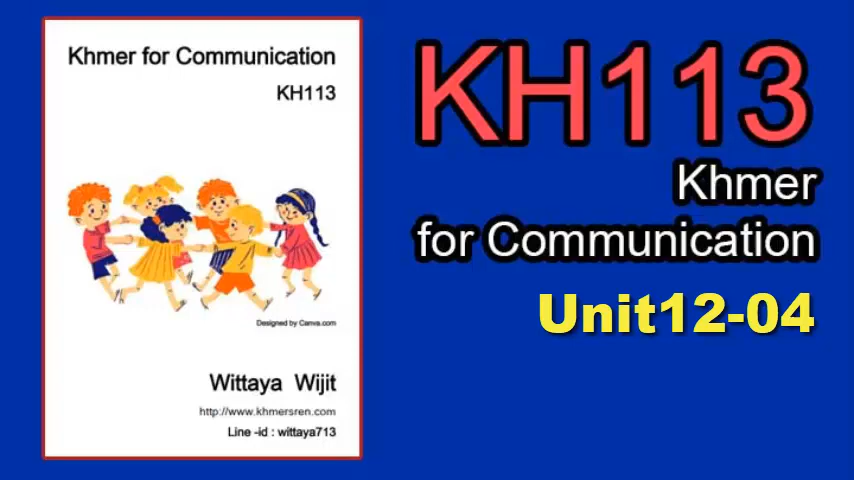 Khmer for Communication
KH113
Designed by Canva.com
Wittaya Wijit
http://www.khmersren.com
Line -id : wittaya713
KH113
Khmer
for Communication
Unit12-04